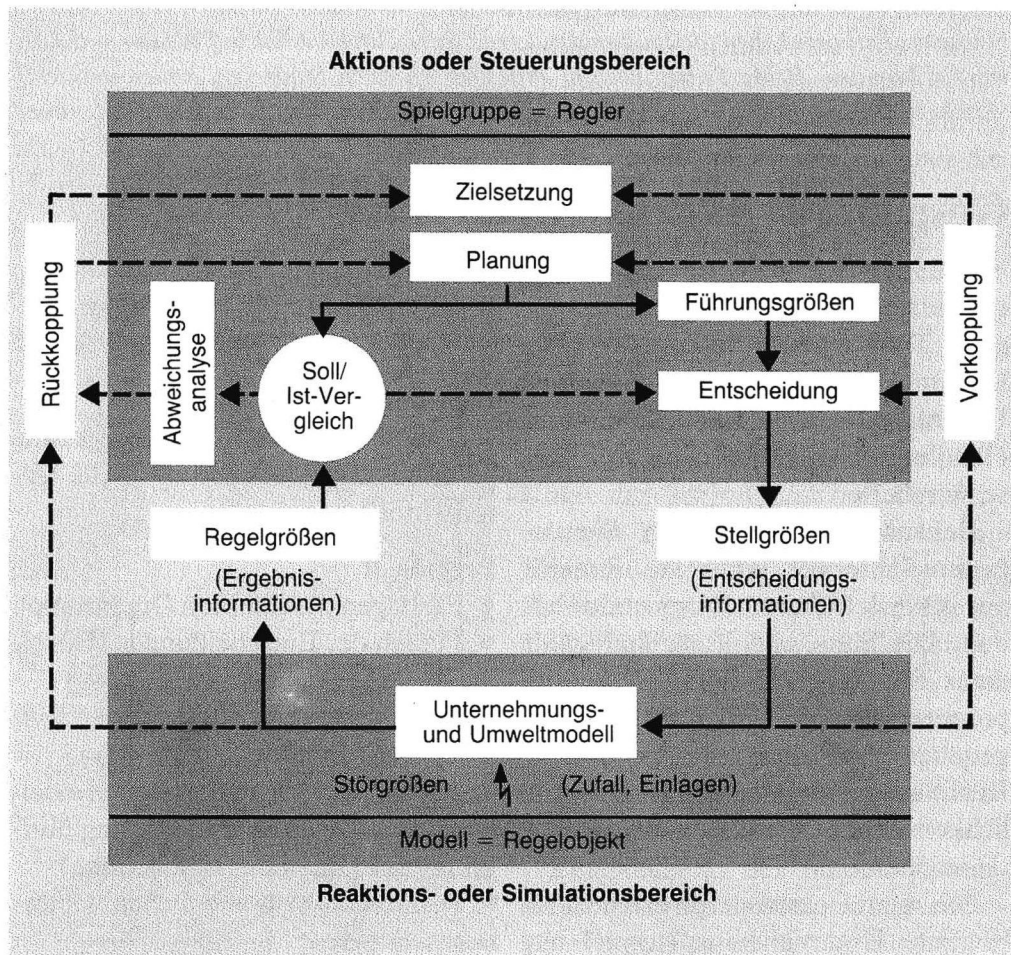 Aktions oder Steuerungsbereich
Spielgruppe = Regler
Zielsetzung
Planung
Führungsgrößen
Rückkopplung
Abweichungs-
analyse
Soll/
Ist-Ver-
gleich
Entscheidung
Vorkopplung
Regelgrößen
(Ergebnis-
informationen)
Stellgrößen
(Entscheidungs-
informationen)
Unternehmungs-
und Umweltmodell
Störgrößen
(Zufall, Einlagen)
Modell = Regelobjekt
Reaktions- oder Simulationsbereich